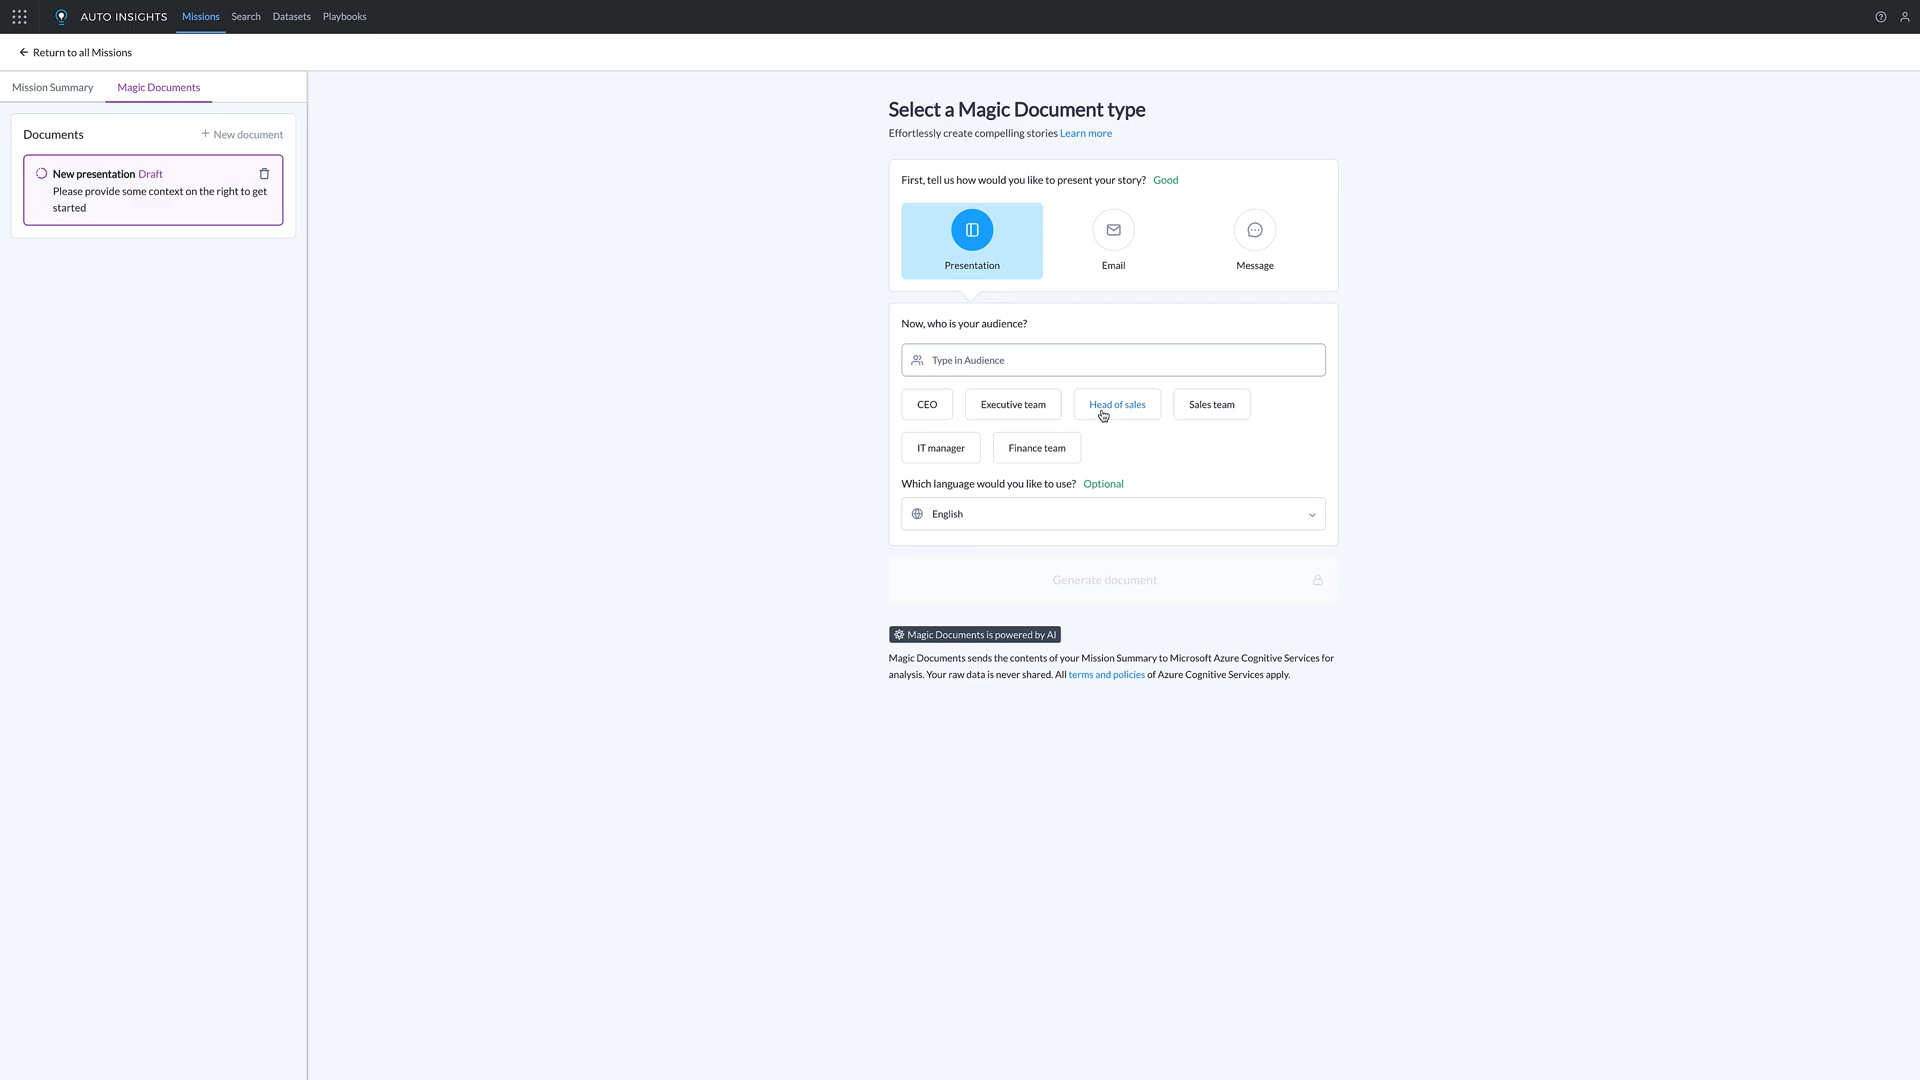 AUTO INSIGHTS Missions Search Datasets Playbooks
Return to all Missions
Mission Summary Magic Documents
Documents + New document
New presentation Draft
Please provide some context on the right to get
started
Select a Magic Document type
Effortlessly create compelling stories Learn more
First, tell us how would you like to present your story? Good
Presentation Email Message
Now, who is your audience?
Type in Audience
CEO Executive team Head of sales Sales team
IT manager Finance team
Which language would you like to use? Optional
English
Generate document
Magic Documents is powered by AI
Magic Documents sends the contents of your Mission Summary to Microsoft Azure Cognitive Services for
analysis. Your raw data is never shared. All terms and policies of Azure Cognitive Services apply.